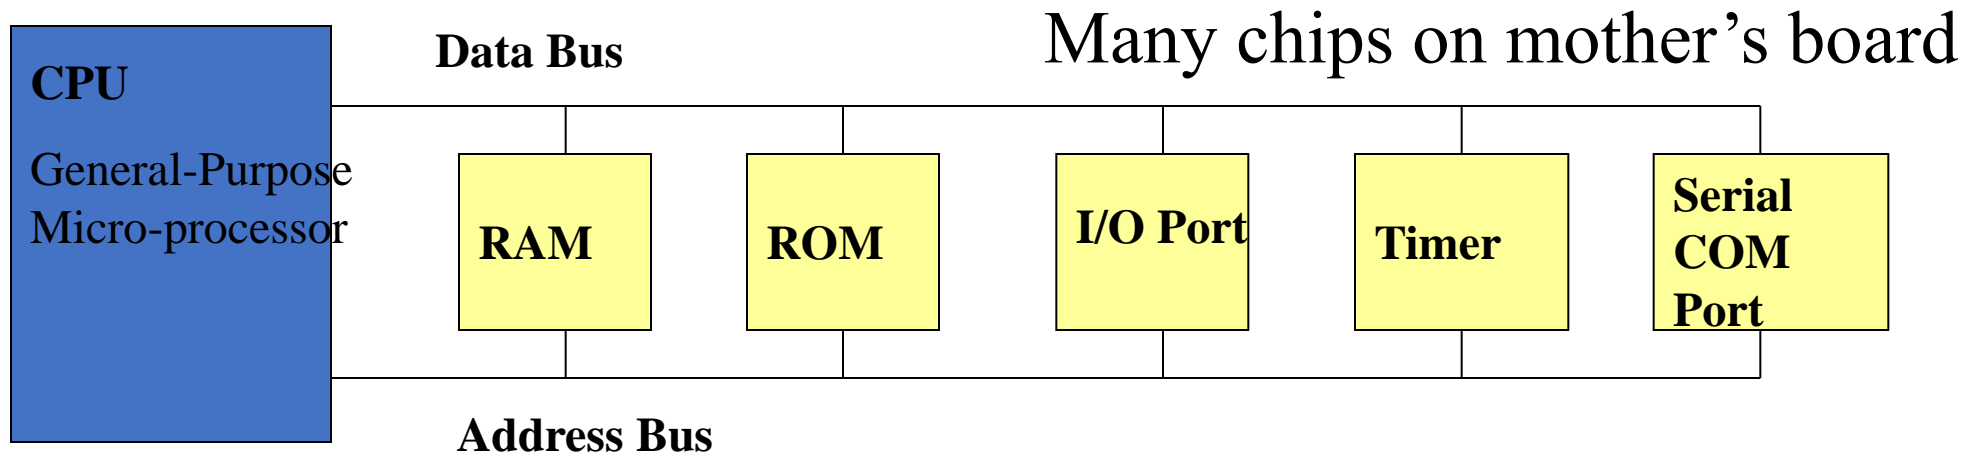 Many chips on mother’s board
Data Bus
CPU
General-Purpose
Micro-processor
RAM
ROM
I/O Port
Timer
Serial
COM
Port
Address Bus